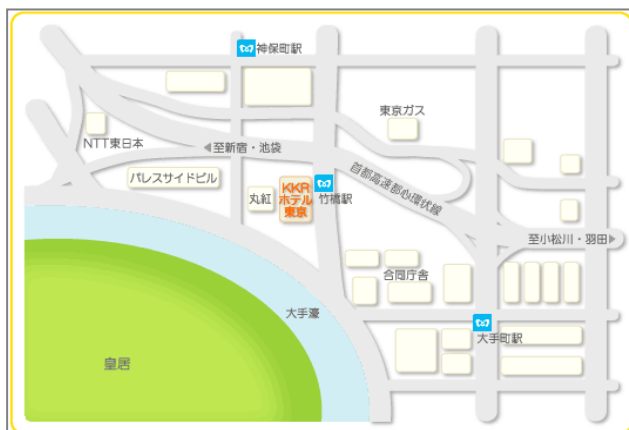 神保町駅
東京ガス
NTT東日本
至新宿・池袋
首都高速都心環状線
パレスサイドビル
丸紅
KKR
ホテル
東京
竹橋駅
至小松川・羽田
合同庁舎
大手濠
大手町駅
皇居